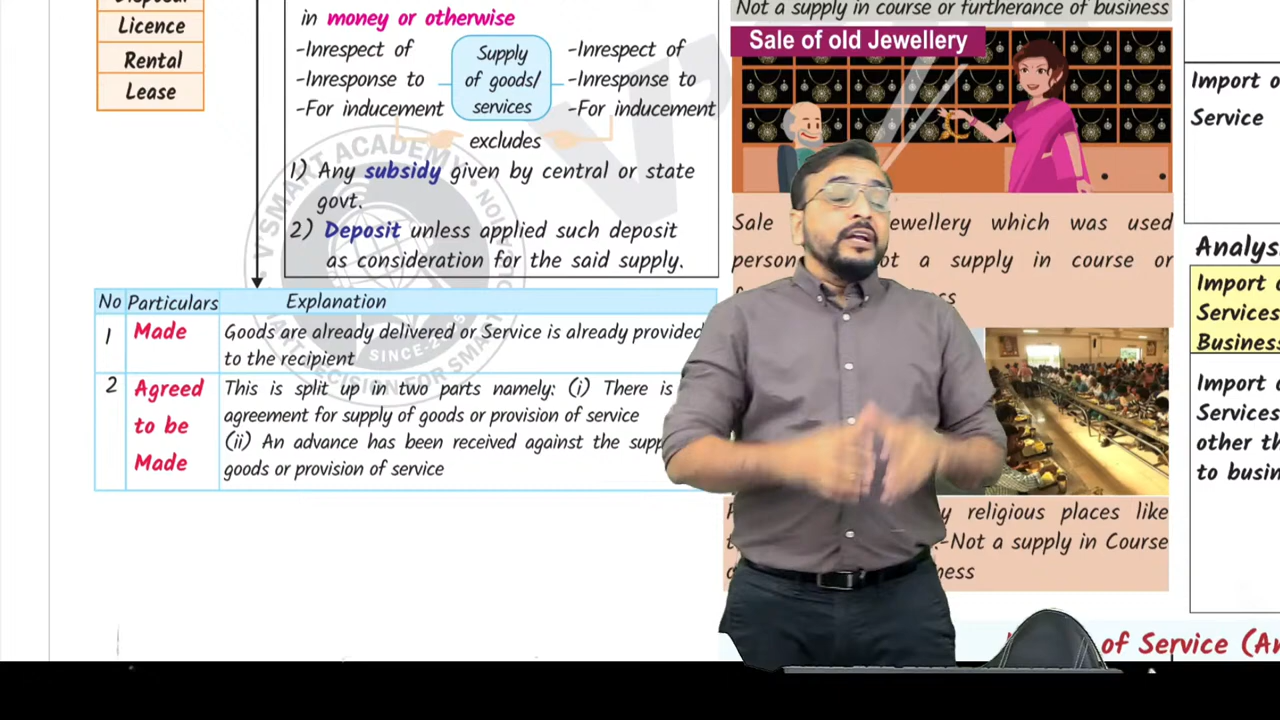 Licence
Rental
Lease
in money or otherwise
-Inrespect of
-Inresponse to
-For inducement
Supply
of goods/
services
-Inrespect of
-Inresponse to
-For inducement
excludes
1) Any subsidy given by central or state
govt.
2) Deposit unless applied such deposit
as consideration for the said supply.
No Particulars Explanation
1 Made Goods are already delivered or Service is already provided
to the recipient
2 Agreed to be Made This is split up in two parts namely: (i) There is
agreement for supply of goods or provision of service
(ii) An advance has been received against the
goods or provision of service
V'SMART ACADEMY
SINCE-
Not a supply in course or furtherance of business
Sale of old Jewellery
Sale ewellery which was used
person ot a supply in course or
y religious places like
-Not a supply in Course
ness
Import o
Service
Analys
Import o
Services
Business
Import o
Services
other th
to busin
of Service (A